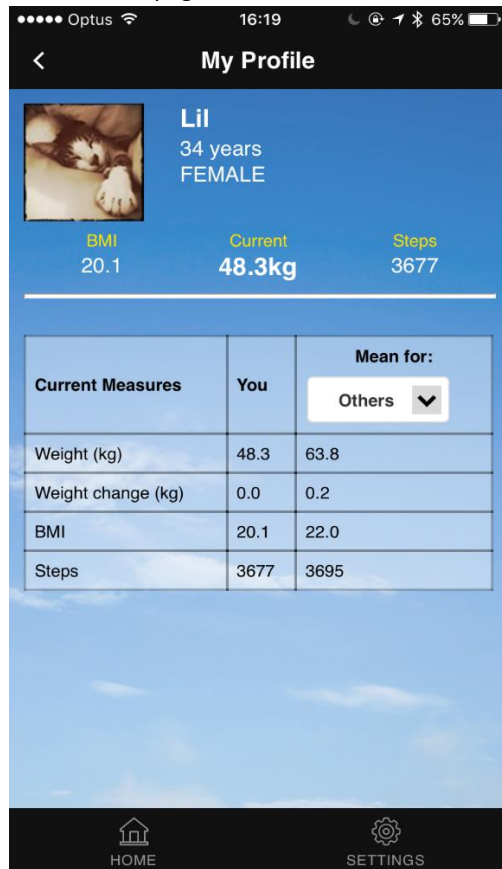 Optus 16:19 65%
My Profile
Lil
34 years
FEMALE
BMI Current Steps
20.1 48.3kg 3677
Current Measures You Mean for:
Others
Weight (kg) 48.3 63.8
Weight change (kg) 0.0 0.2
BMI 20.1 22.0
Steps 3677 3695
HOME SETTINGS